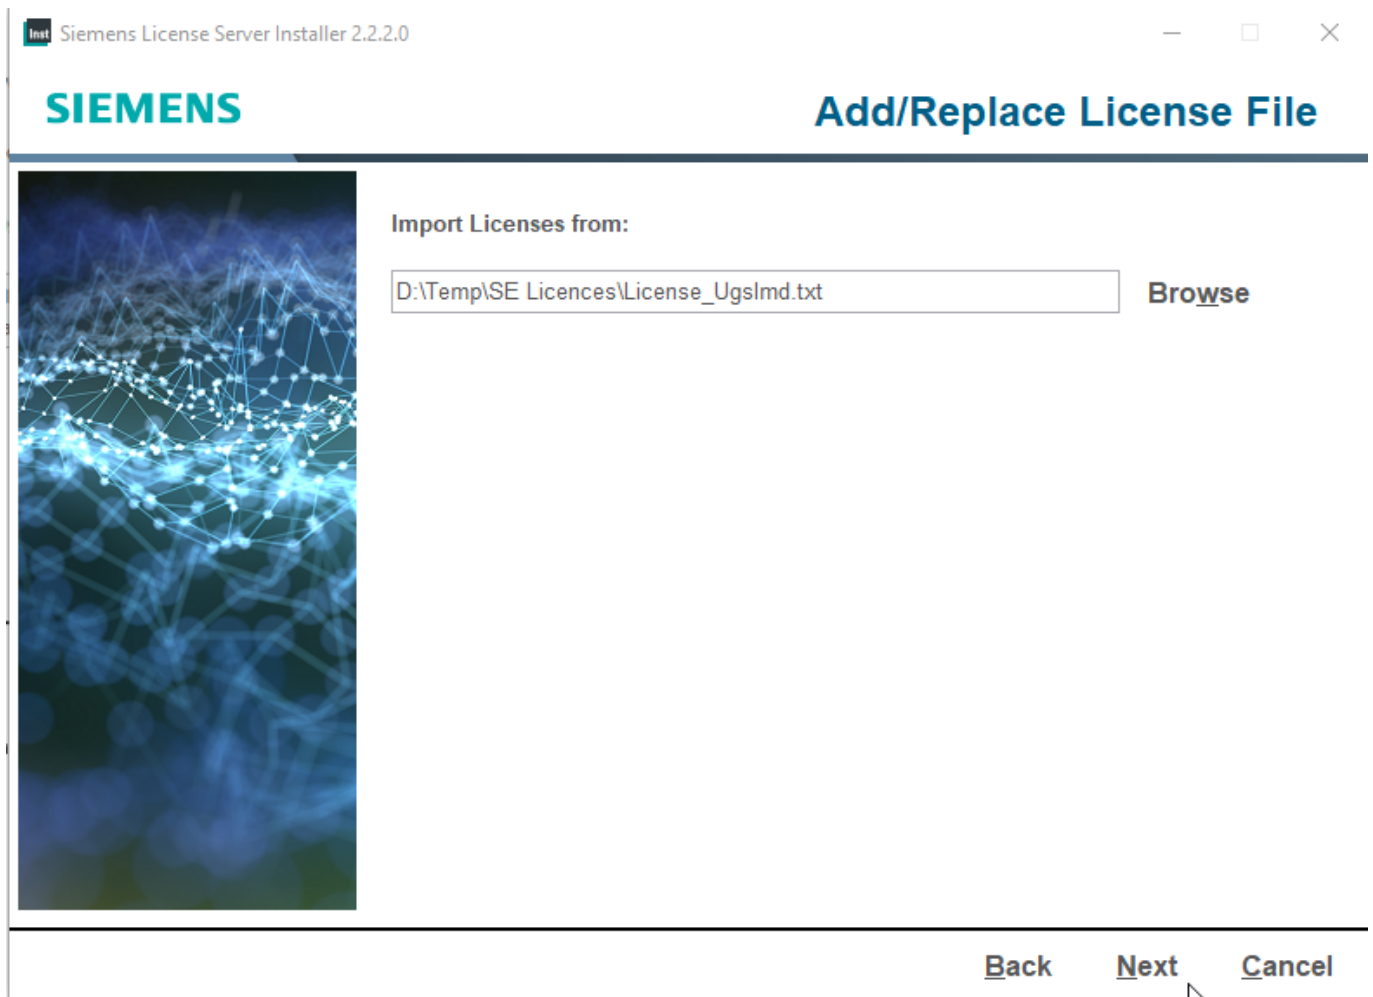 Inst Siemens License Server Installer 2.2.2.0
SIEMENS
Add/Replace License File
Import Licenses from:
D:\Temp\SE Licences\License_Ugslmd.txt
Browse
Back Next Cancel